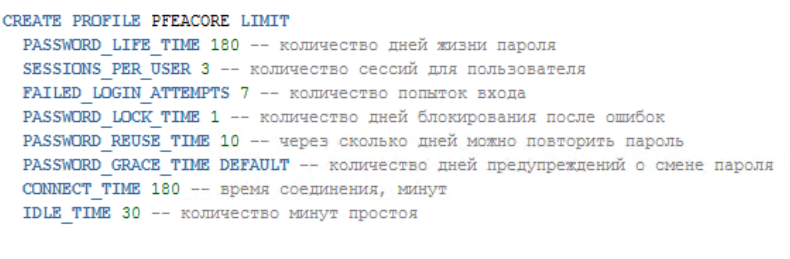 CREATE PROFILE PFEACORE LIMIT
PASSWORD_LIFE_TIME 180 -- количество дней жизни пароля
SESSIONS_PER_USER 3 -- количество сессий для пользователя
FAILED_LOGIN_ATTEMPTS 7 -- количество попыток входа
PASSWORD_LOCK_TIME 1 -- количество дней блокирования после ошибок
PASSWORD_REUSE_TIME 10 -- через сколько дней можно повторить пароль
PASSWORD_GRACE_TIME DEFAULT -- количество дней предупреждений о смене пароля
CONNECT_TIME 180 -- время соединения, минут
IDLE_TIME 30 -- количество минут простоя